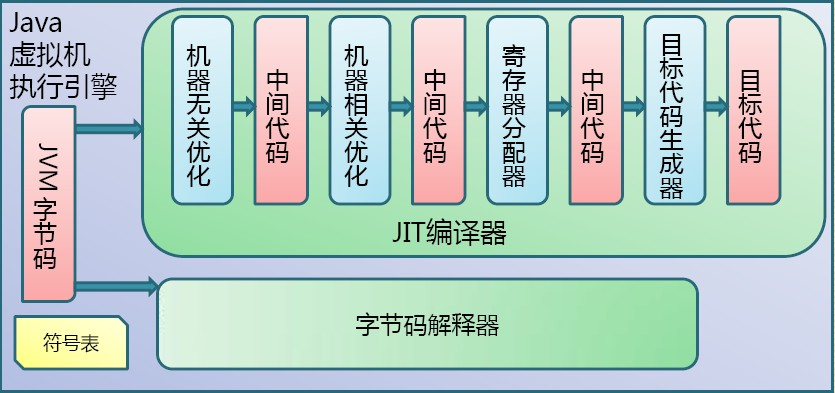 Java
虚拟机
执行引擎
JVM 字节码
机器无关优化
中间代码
机器相关优化
中间代码
寄存器分配器
中间代码
目标代码生成器
目标代码
JIT编译器
字节码解释器
符号表